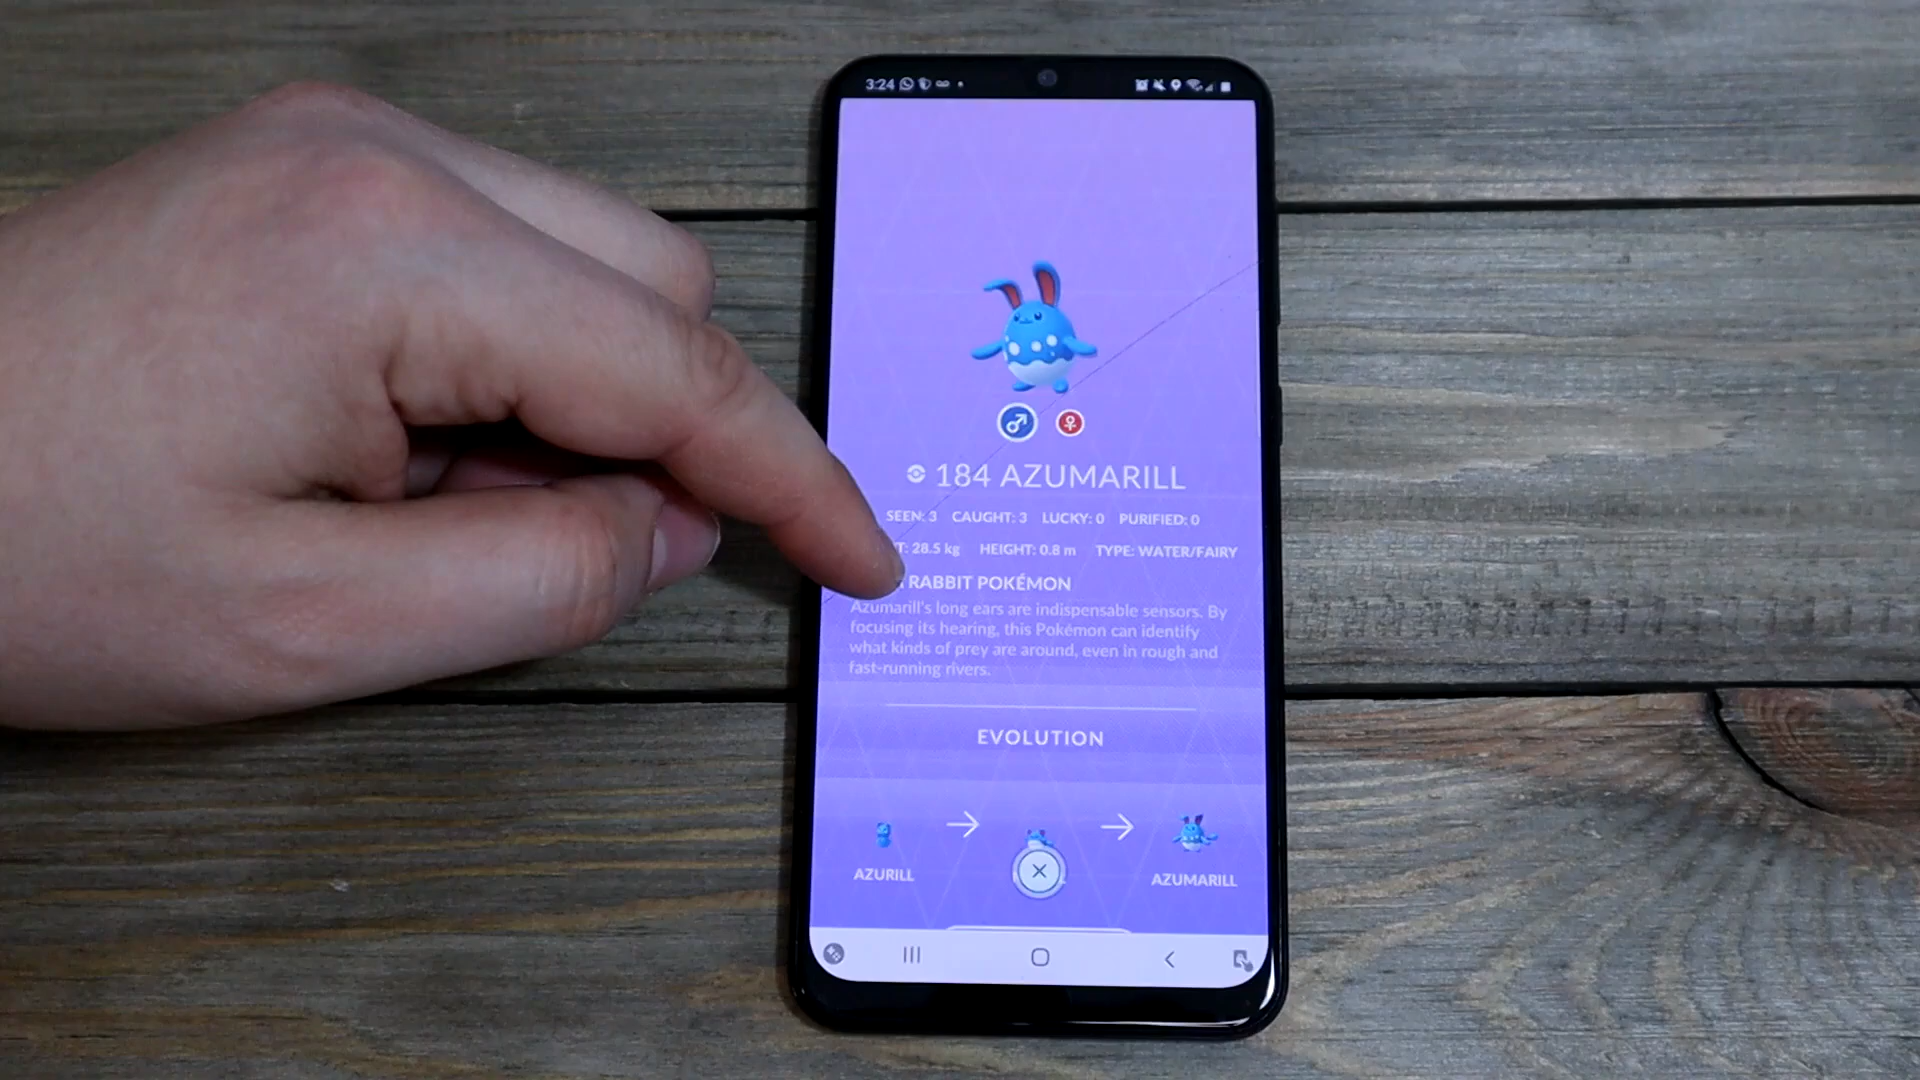 3:24
184 AZUMARILL
SEEN: 3 CAUGHT: 3 LUCKY: 0 PURIFIED: 0
T: 28.5 kg HEIGHT: 0.8 m TYPE: WATER/FAIRY
RABBIT POKÉMON
Azumarill's long ears are indispensable sensors. By
focusing its hearing, this Pokémon can identify
what kinds of prey are around, even in rough and
fast-running rivers.
EVOLUTION
AZURILL
AZUMARILL